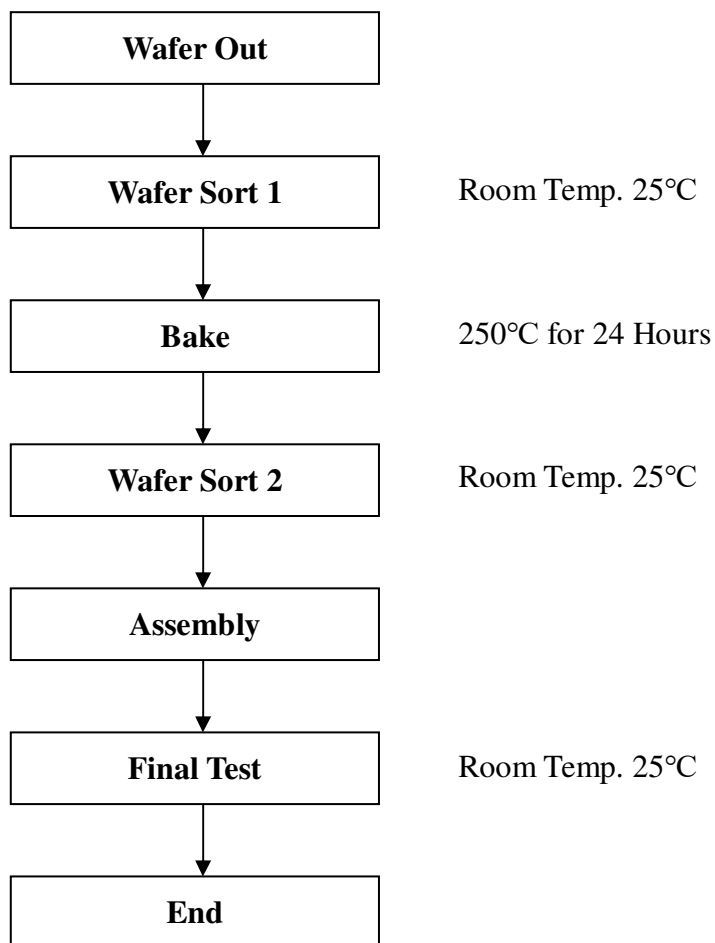 Wafer Out
Wafer Sort 1
Room Temp. 25°C
Bake
250°C for 24 Hours
Wafer Sort 2
Room Temp. 25°C
Assembly
Final Test
Room Temp. 25°C
End